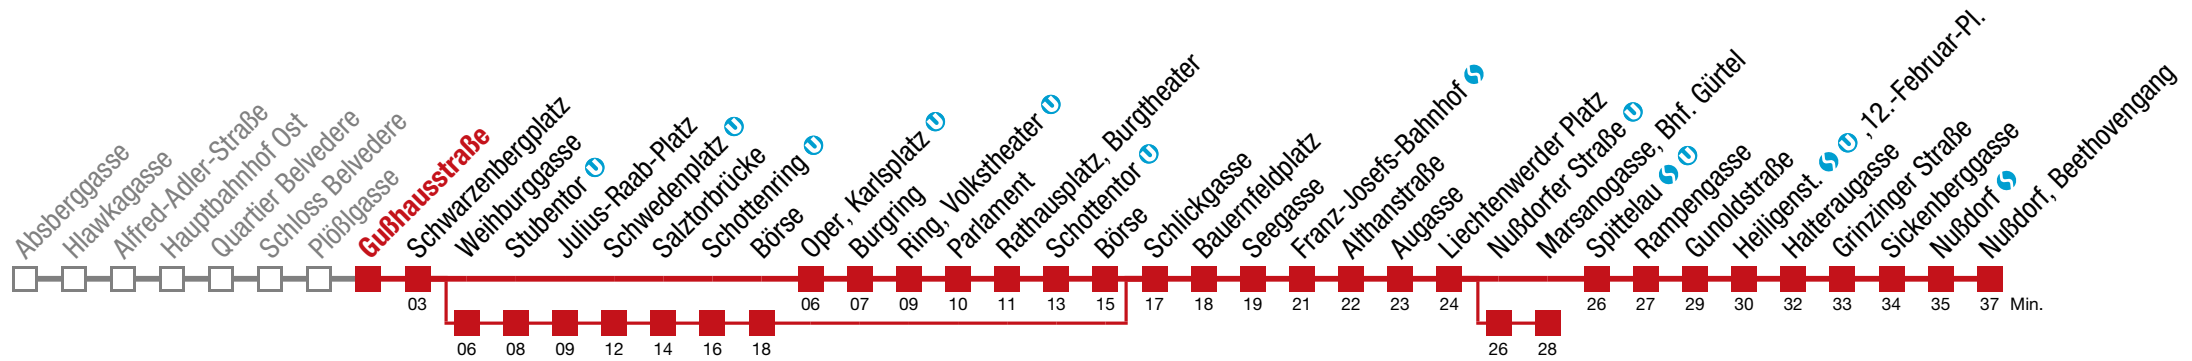 Absberggasse
Hlawkagasse
Alfred-Adler-Straße
Hauptbahnhof Ost
Quartier Belvedere
Schloss Belvedere
Plößlgasse
Gußhausstraße
Schwarzenbergplatz
Weihburggasse
Stubentor U
Julius-Raab-Platz
Schwedenplatz U
Salztorbrücke
Schottenring U
Börse
Oper, Karlsplatz U
Burgring
Ring, Volkstheater U
Parlament
Rathausplatz, Burgtheater
Schottentor U
Börse
Schlickgasse
Bauernfeldplatz
Seegasse
Franz-Josefs-Bahnhof S
Althanstraße
Augasse
Liechtenwerder Platz
Nußdorfer Straße U
Marsanogasse, Bhf. Gürtel
Spittelau S U
Rampengasse
Gunoldstraße
Heiligenst. S U ,12.-Februar-Pl.
Halteraugasse
Grinzinger Straße
Sickenberggasse
Nußdorf S
Nußdorf, Beethovengang
03 06 07 09 10 11 13 15 17 18 19 21 22 23 24 26 27 29 30 32 33 34 35 37 Min.
06 08 09 12 14 16 18 26 28